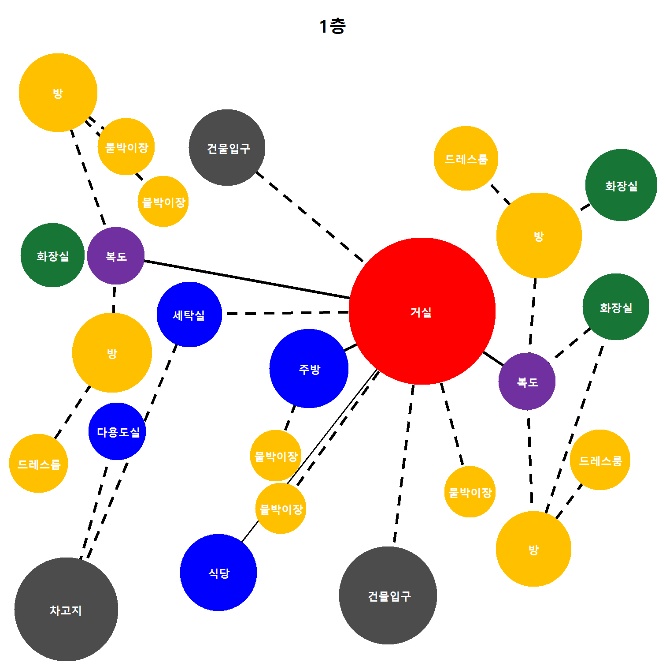 1층
방
붙박이장
건물입구
드레스룸
화장실
붙박이장
방
화장실
복도
거실
세탁실
화장실
방
주방
복도
다용도실
붙박이장
드레스룸
드레스룸
붙박이장
붙박이장
방
식당
건물입구
차고지